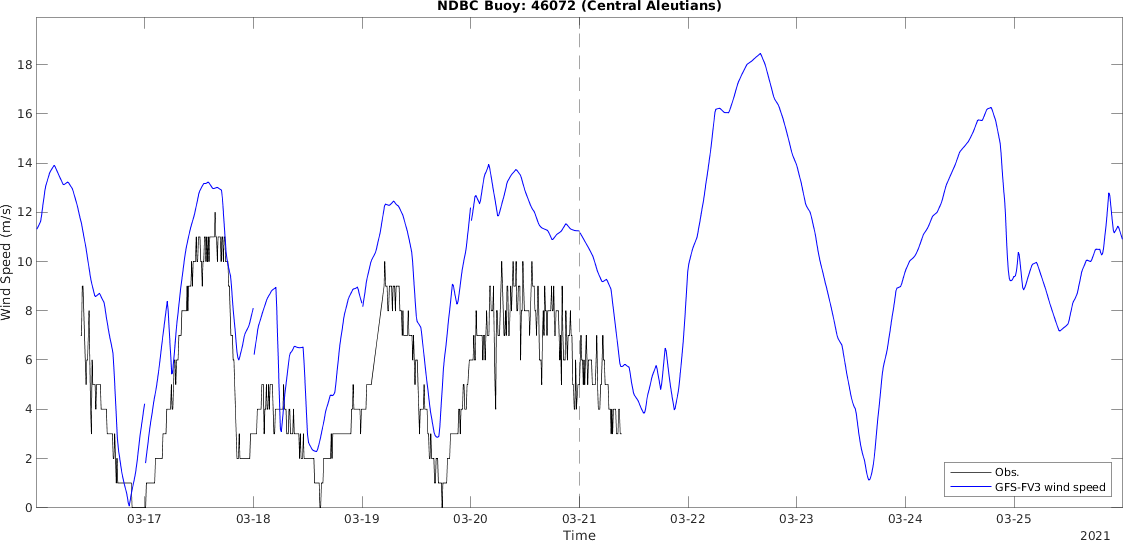 NDBC Buoy: 46072 (Central Aleutians)
18
16
14
12
10
8
6
4
2
0
Wind Speed (m/s)
Obs.
GFS-FV3 wind speed
03-17 03-18 03-19 03-20 03-21 03-22 03-23 03-24 03-25
Time
2021